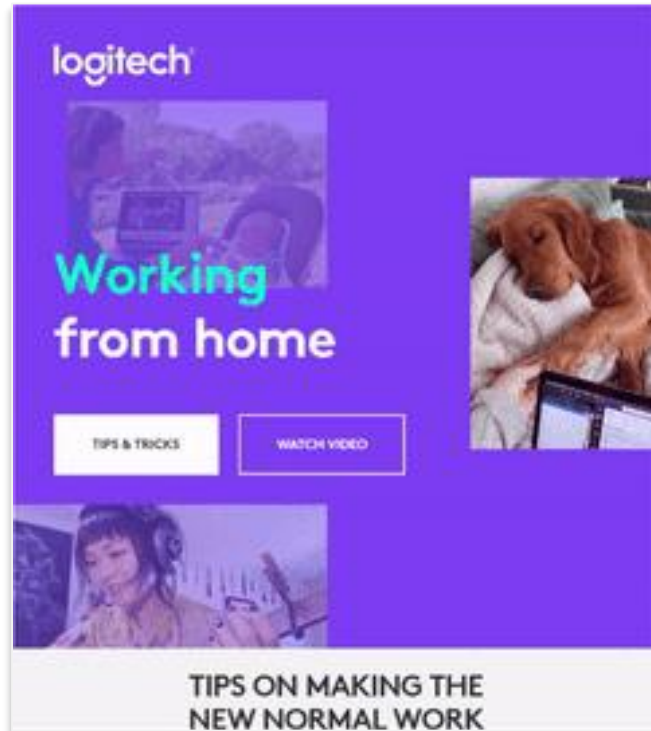 logitech
Working
from home
TIPS & TRICKS
WATCH VIDEO
TIPS ON MAKING THE
NEW NORMAL WORK